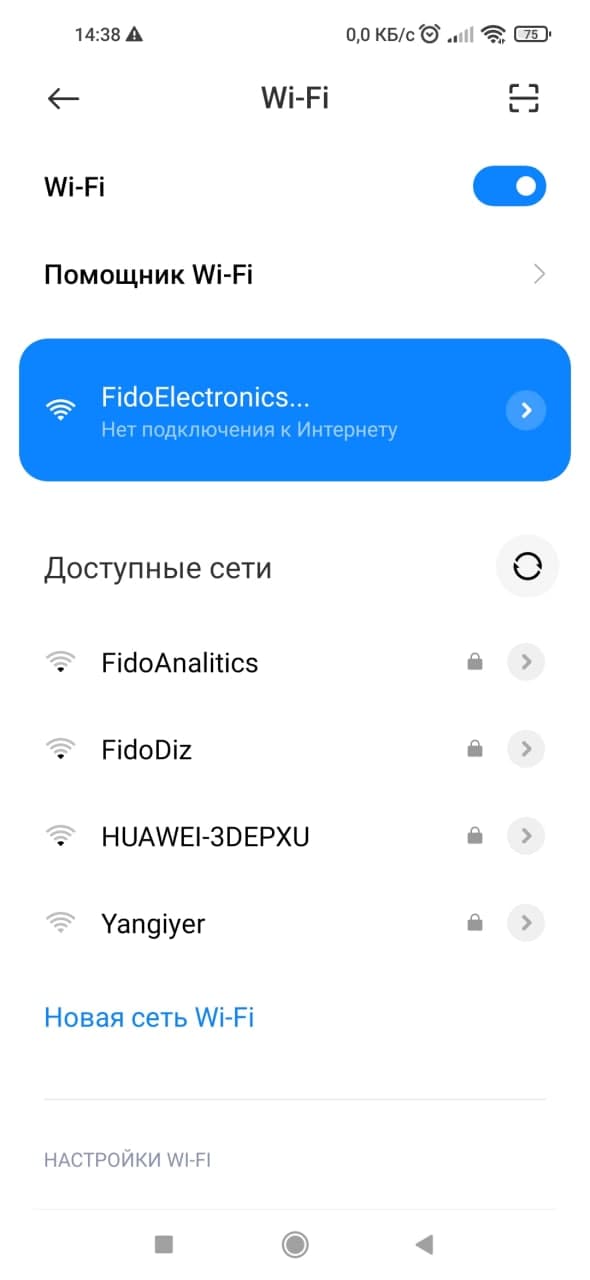 14:38
0,0 КБ/с
75
Wi-Fi
Wi-Fi
Помощник Wi-Fi
FidoElectronics...
Нет подключения к Интернету
Доступные сети
FidoAnalitics
FidoDiz
HUAWEI-3DEPXU
Yangiyer
Новая сеть Wi-Fi
НАСТРОЙКИ WI-FI